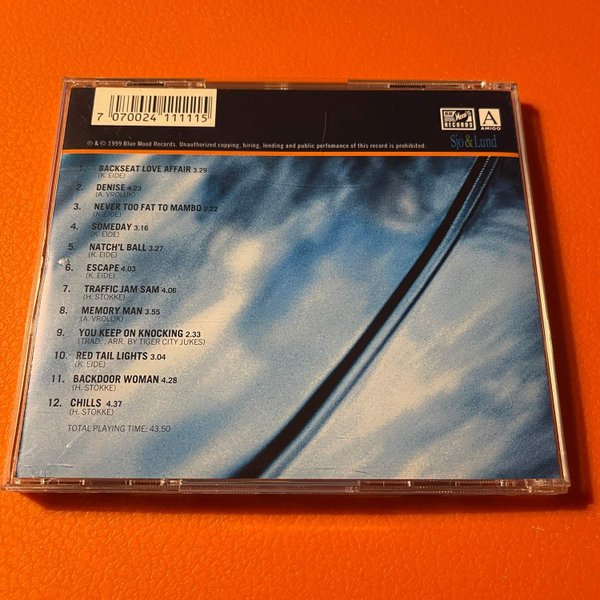 7 070024 111115
℗ & © 1999 Blue Mood Records. Unauthorized copying, hiring, lending and public perfomance of this record is prohibited.
BLUE MOOD RECORDS
A
AMIGO
Sjo&Lund
1. BACKSEAT LOVE AFFAIR 3.29
(K. EIDE)
2. DENISE 4.23
(A. VROLIJK)
3. NEVER TOO FAT TO MAMBO 2.22
(K. EIDE)
4. SOMEDAY 3.16
(K. EIDE)
5. NATCH'L BALL 3.27
(K. EIDE)
6. ESCAPE 4.03
(K. EIDE)
7. TRAFFIC JAM SAM 4.06
(H. STOKKE)
8. MEMORY MAN 3.55
(A. VROLIJK)
9. YOU KEEP ON KNOCKING 2.33
(TRAD., ARR. BY TIGER CITY JUKES)
10. RED TAIL LIGHTS 3.04
(K. EIDE)
11. BACKDOOR WOMAN 4.28
(H. STOKKE)
12. CHILLS 4.37
(H. STOKKE)
TOTAL PLAYING TIME: 43.50